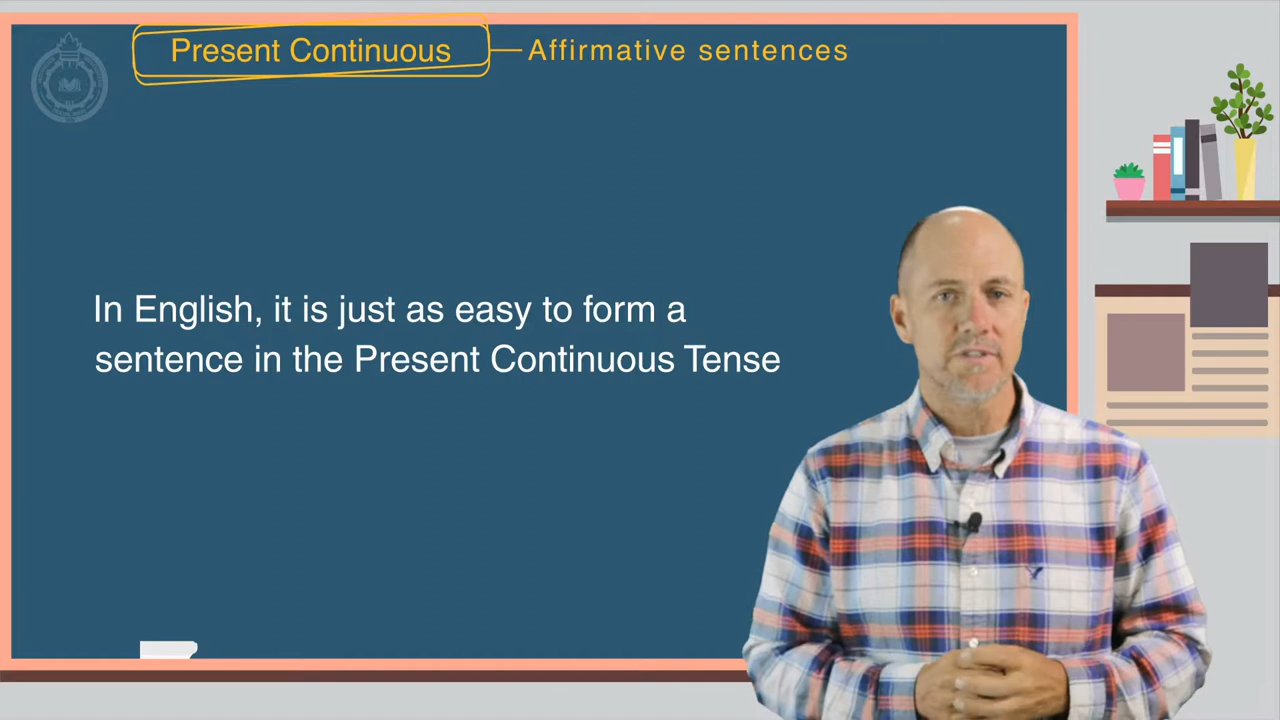 Present Continuous Affirmative sentences
In English, it is just as easy to form a
sentence in the Present Continuous Tense